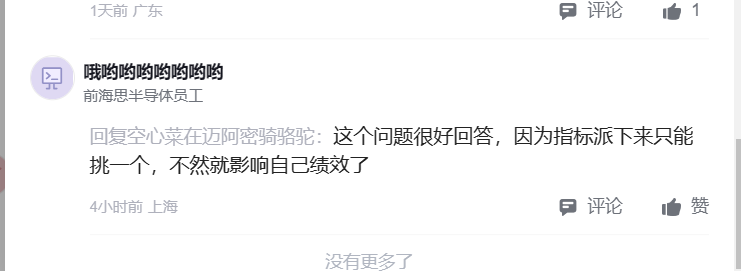 1天前 广东
评论
1
哦哟哟哟哟哟哟哟
前海思半导体员工
回复空心菜在迈阿密骑骆驼：这个问题很好回答，因为指标派下来只能
挑一个，不然就影响自己绩效了
4小时前 上海
评论
赞
没有更多了